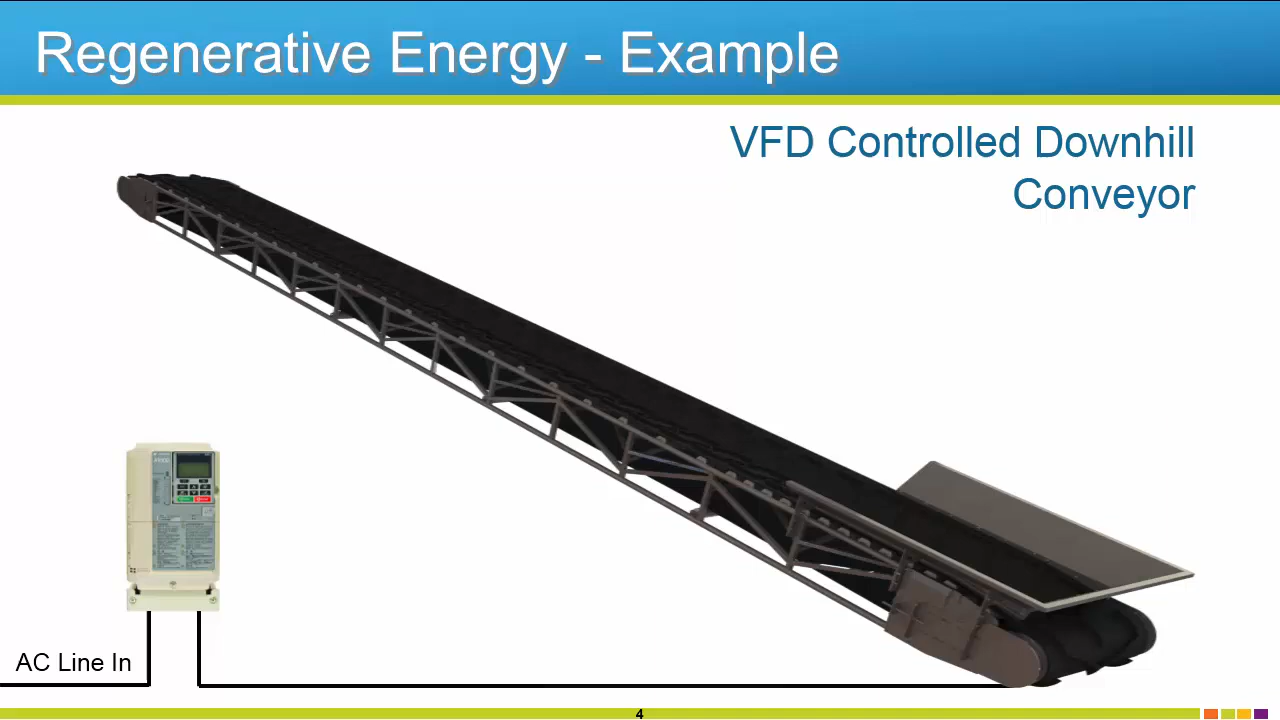 Regenerative Energy - Example
VFD Controlled Downhill
Conveyor
AC Line In
4